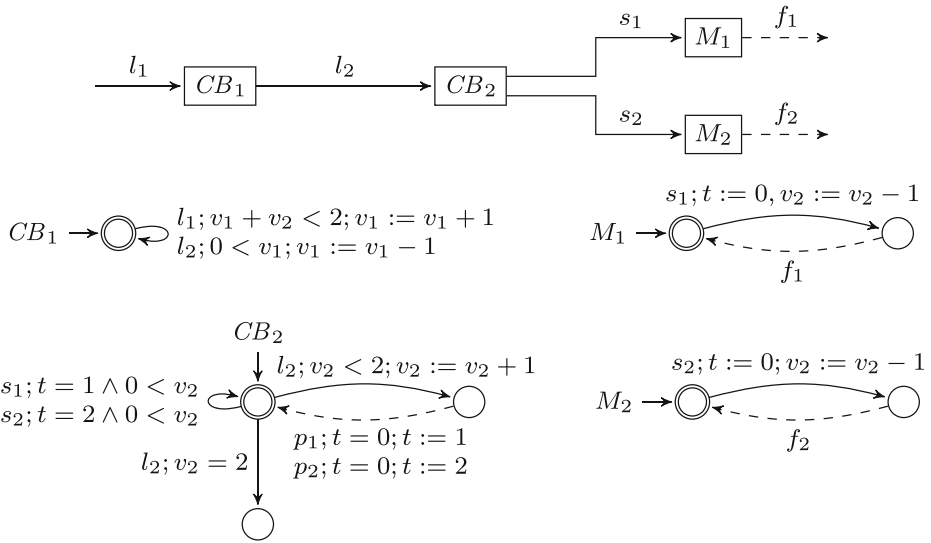 l₁ CB₁ l₂ CB₂
s₁ M₁ f₁
s₂ M₂ f₂
CB₁
l₁; v₁ + v₂ < 2; v₁ := v₁ + 1
l₂; 0 < v₁; v₁ := v₁ − 1
M₁
s₁; t := 0, v₂ := v₂ − 1
f₁
CB₂
s₁; t = 1 ∧ 0 < v₂
s₂; t = 2 ∧ 0 < v₂
l₂; v₂ < 2; v₂ := v₂ + 1
p₁; t = 0; t := 1
p₂; t = 0; t := 2
l₂; v₂ = 2
M₂
s₂; t := 0; v₂ := v₂ − 1
f₂